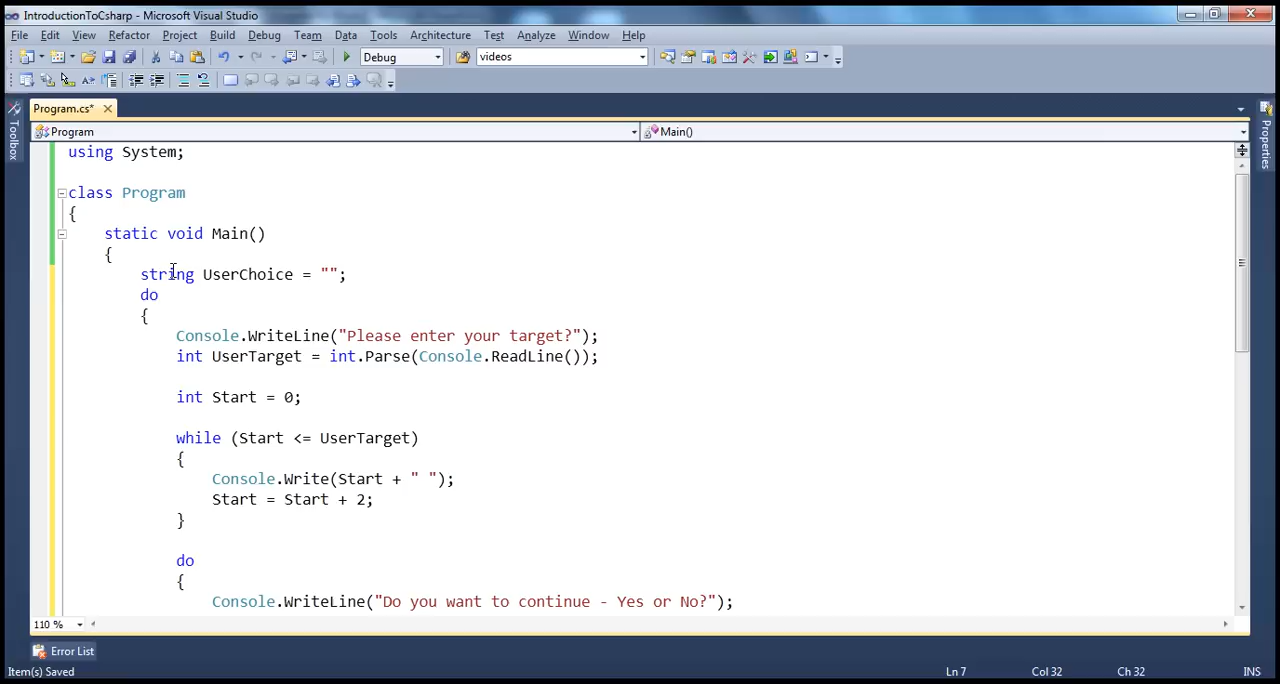 IntroductionToCsharp - Microsoft Visual Studio
File Edit View Refactor Project Build Debug Team Data Tools Architecture Test Analyze Window Help
Debug videos
Toolbox
Program.cs* Properties
Program Main()
using System;
class Program
{
static void Main()
{
string UserChoice = "";
do
{
Console.WriteLine("Please enter your target?");
int UserTarget = int.Parse(Console.ReadLine());
int Start = 0;
while (Start <= UserTarget)
{
Console.Write(Start + " ");
Start = Start + 2;
}
do
{
Console.WriteLine("Do you want to continue - Yes or No?");
110 %
Error List
Item(s) Saved Ln 7 Col 32 Ch 32 INS